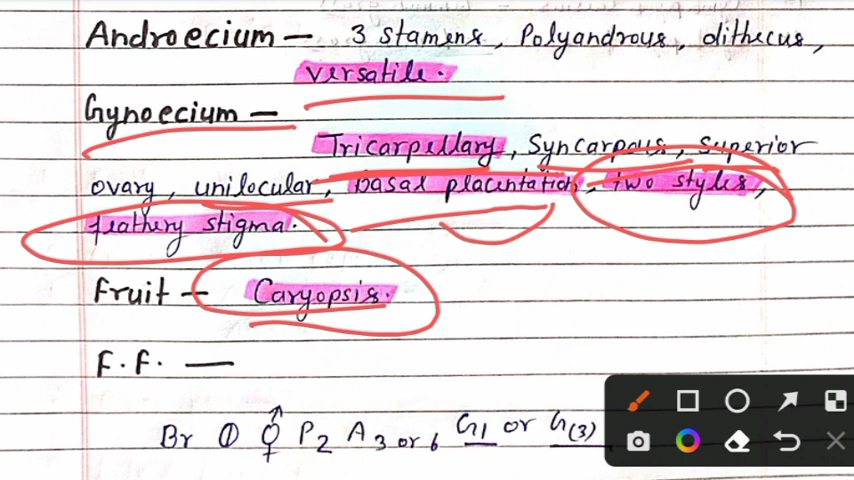 Androecium — 3 stamens, Polyandrous, dithecus,
versatile.
Gynoecium —
Tricarpellary, Syncarpous, Superior
ovary, unilocular, basal placentation, two styles,
feathery stigma.
Fruit — Caryopsis.
F.F. —
Br ⦶ ⚥ P₂ A₃ or ₆ G1 or G₍₃₎